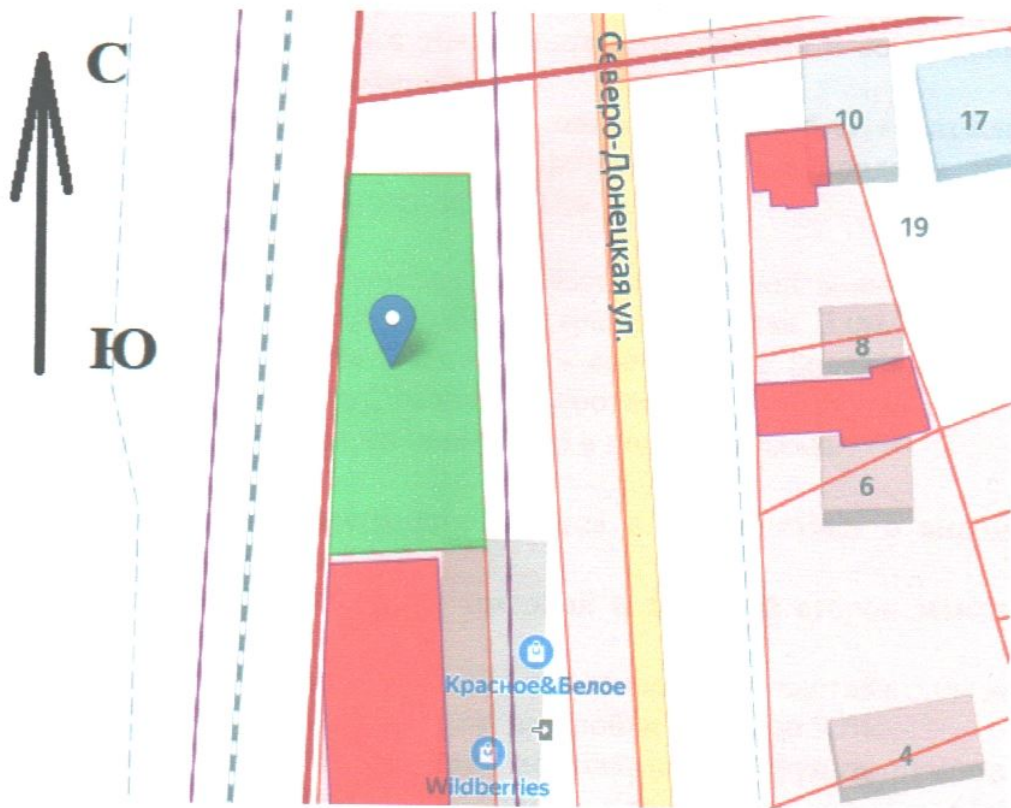 С
Ю
Северо-Донецкая ул.
10
17
19
8
6
Красное&Белое
Wildberries
4